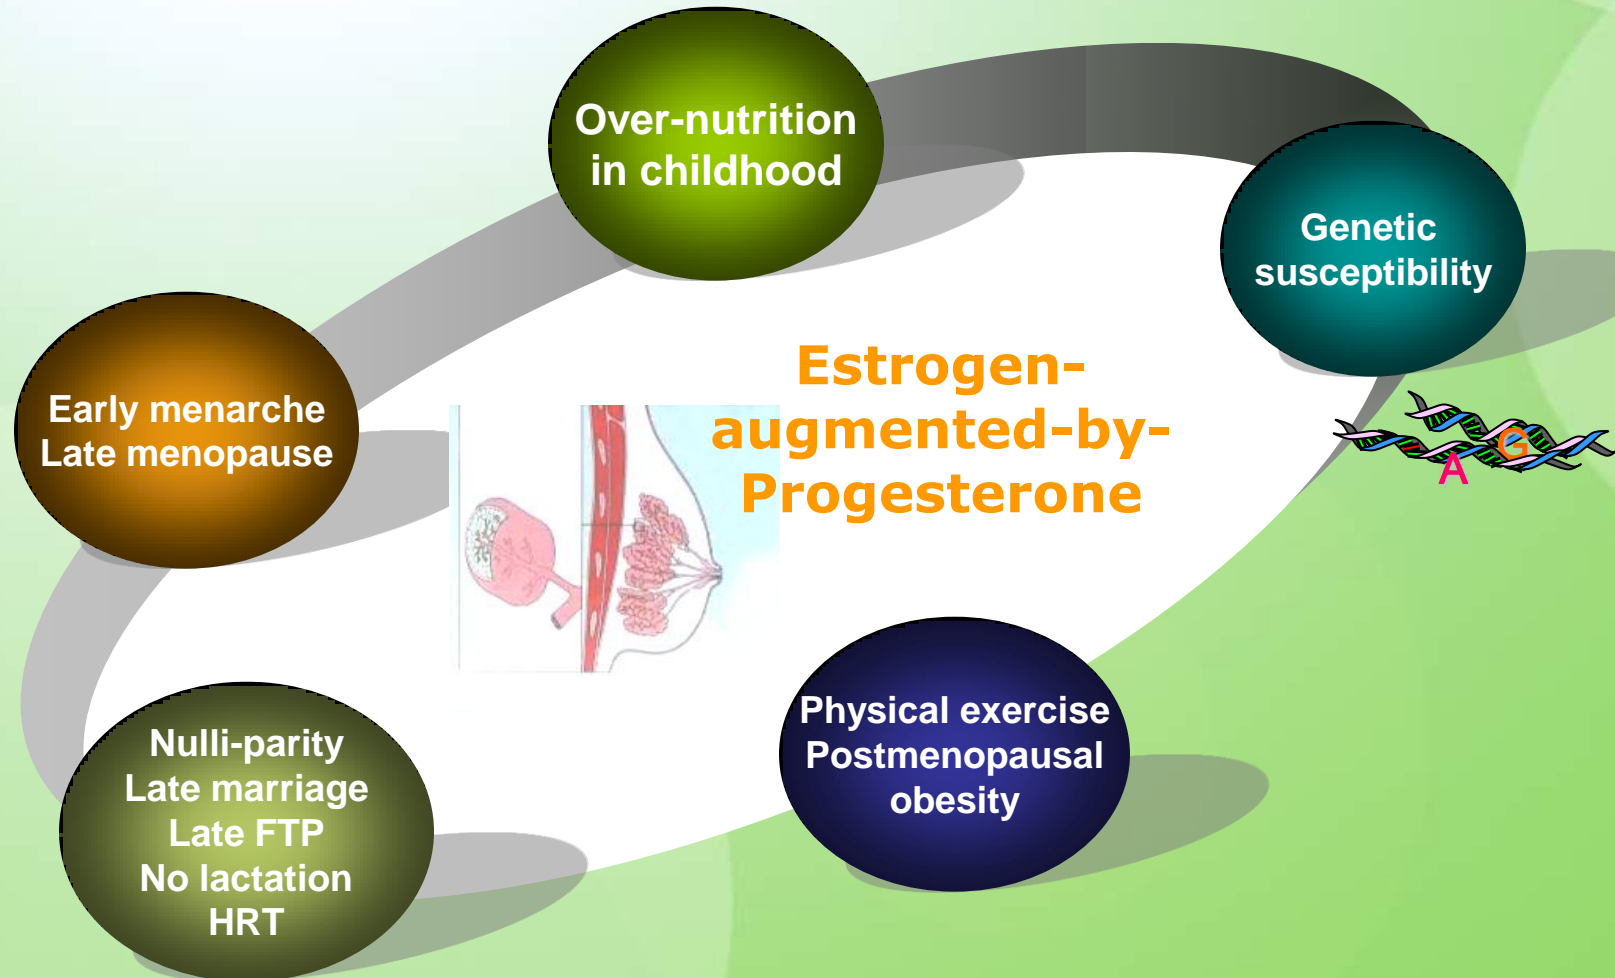 Over-nutrition
in childhood
Genetic
susceptibility
Early menarche
Late menopause
Estrogen-
augmented-by-
Progesterone
A
G
Nulli-parity
Late marriage
Late FTP
No lactation
HRT
Physical exercise
Postmenopausal
obesity